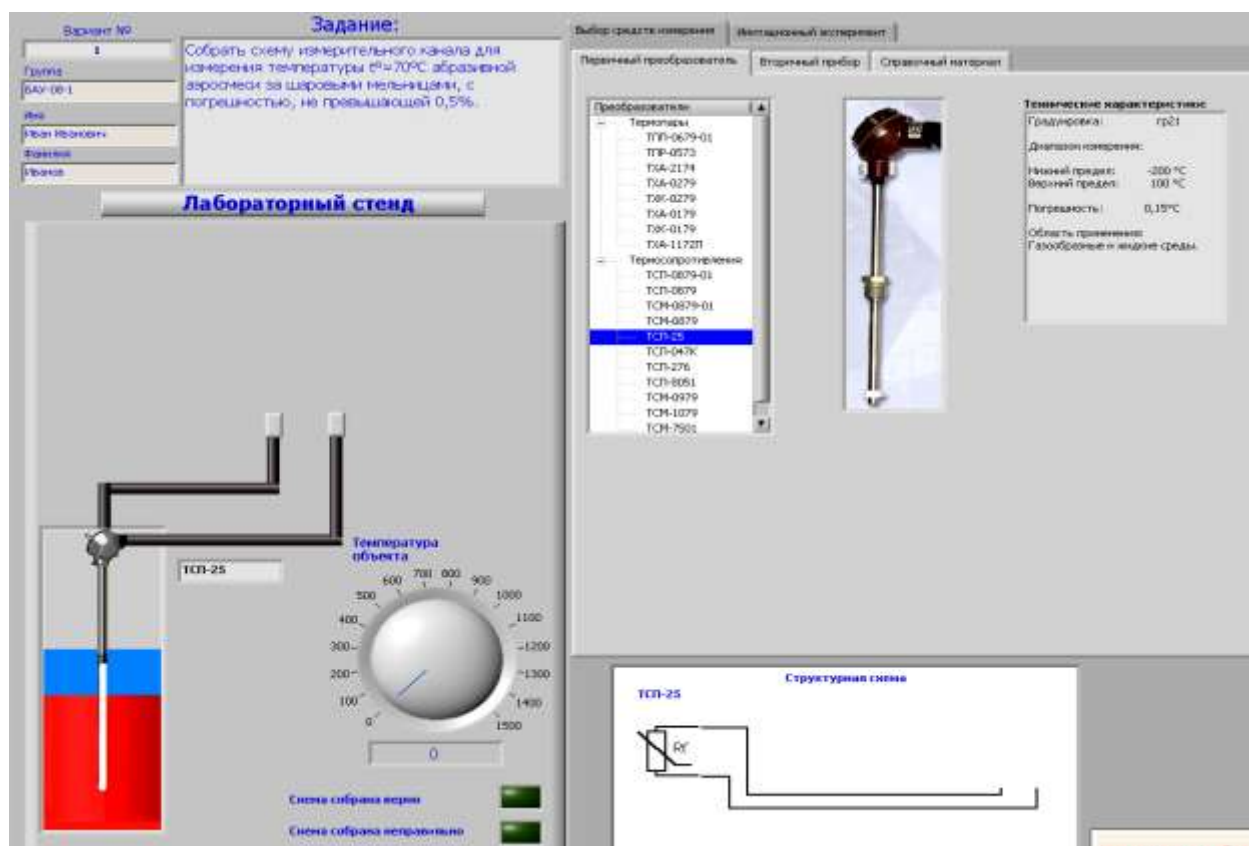 Вариант №
1
Группа
БАУ-08-1
Имя
Иван Иванович
Фамилия
Иванов
Задание:
Собрать схему измерительного канала для
измерения температуры tº=70ºС абразивной
аэросмеси за шаровыми мельницами, с
погрешностью, не превышающей 0,5%.
Лабораторный стенд
ТСП-25
Температура
объекта
0
100
200
300
400
500
600
700
800
900
1000
1100
1200
1300
1400
1500
0
Схема собрана верно
Схема собрана неправильно
Выбор средств измерения
Имитационный эксперимент
Первичный преобразователь
Вторичный прибор
Справочный материал
Преобразователи
Термопары
ТПП-0679-01
ТПР-0573
ТХА-2174
ТХА-0279
ТХК-0279
ТХА-0179
ТХК-0179
ТХА-1172П
Термосопротивления
ТСП-0879-01
ТСП-0879
ТСМ-0879-01
ТСМ-0879
ТСП-25
ТСП-047К
ТСП-276
ТСП-8051
ТСМ-0979
ТСМ-1079
ТСМ-7501
Технические характеристики
Градуировка: гр21
Диапазон измерения:
Нижний предел: -200 ºС
Верхний предел: 100 ºС
Погрешность: 0,15ºС
Область применения:
Газообразные и жидкие среды.
Структурная схема
ТСП-25